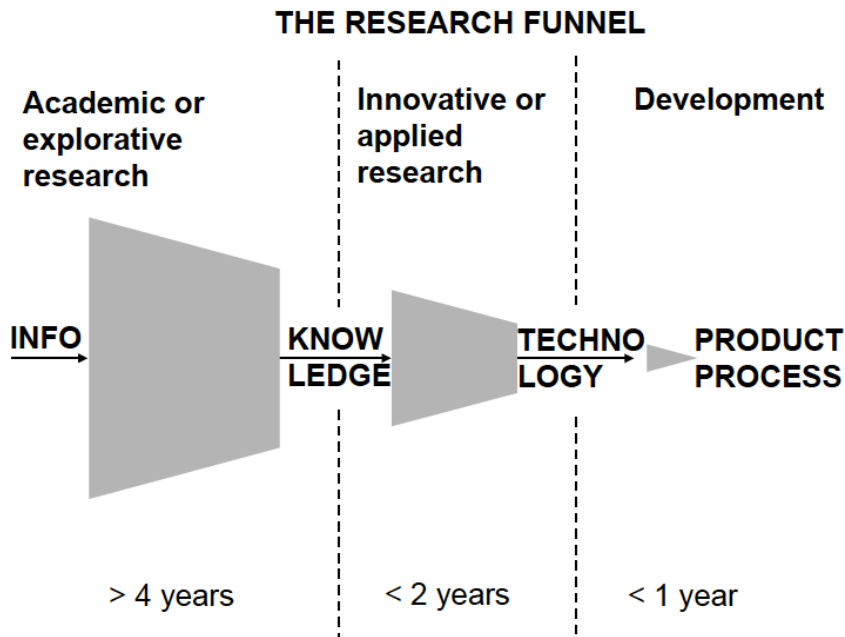 THE RESEARCH FUNNEL
Academic or
explorative
research
Innovative or
applied
research
Development
INFO
KNOW
LEDGE
TECHNO
LOGY
PRODUCT
PROCESS
> 4 years
< 2 years
< 1 year